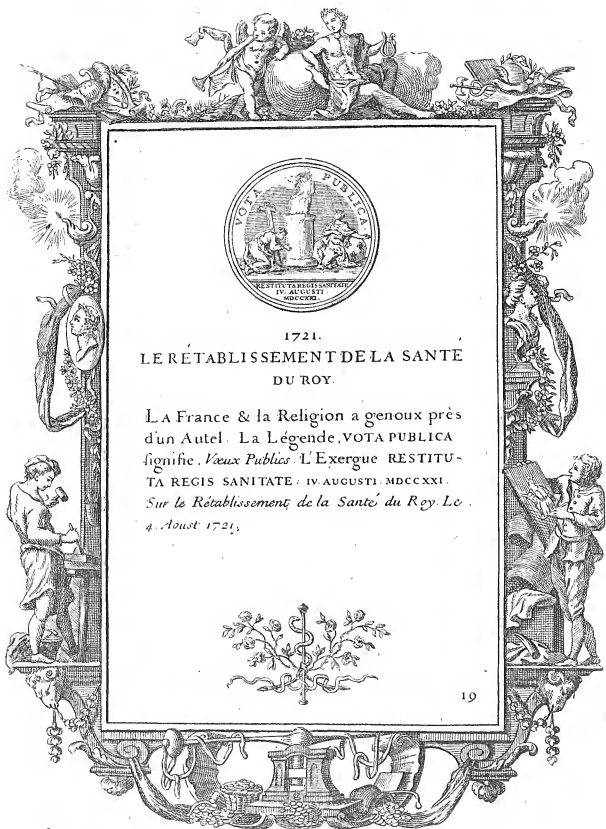 VOTA PUBLICA
RESTITUTA REGIS SANITATE
IV. AUGUSTI.
MDCCXXI.
1721.
LE RÉTABLISSEMENT DE LA SANTÉ
DU ROY.
LA France & la Religion a genoux près
d'un Autel. La Légende, VOTA PUBLICA
signifie, Vœux Publics. L'Exergue RESTITU-
TA REGIS SANITATE. IV. AUGUSTI. MDCCXXI.
Sur le Rétablissement de la Santé du Roy. Le
4. Aoust 1721.
19